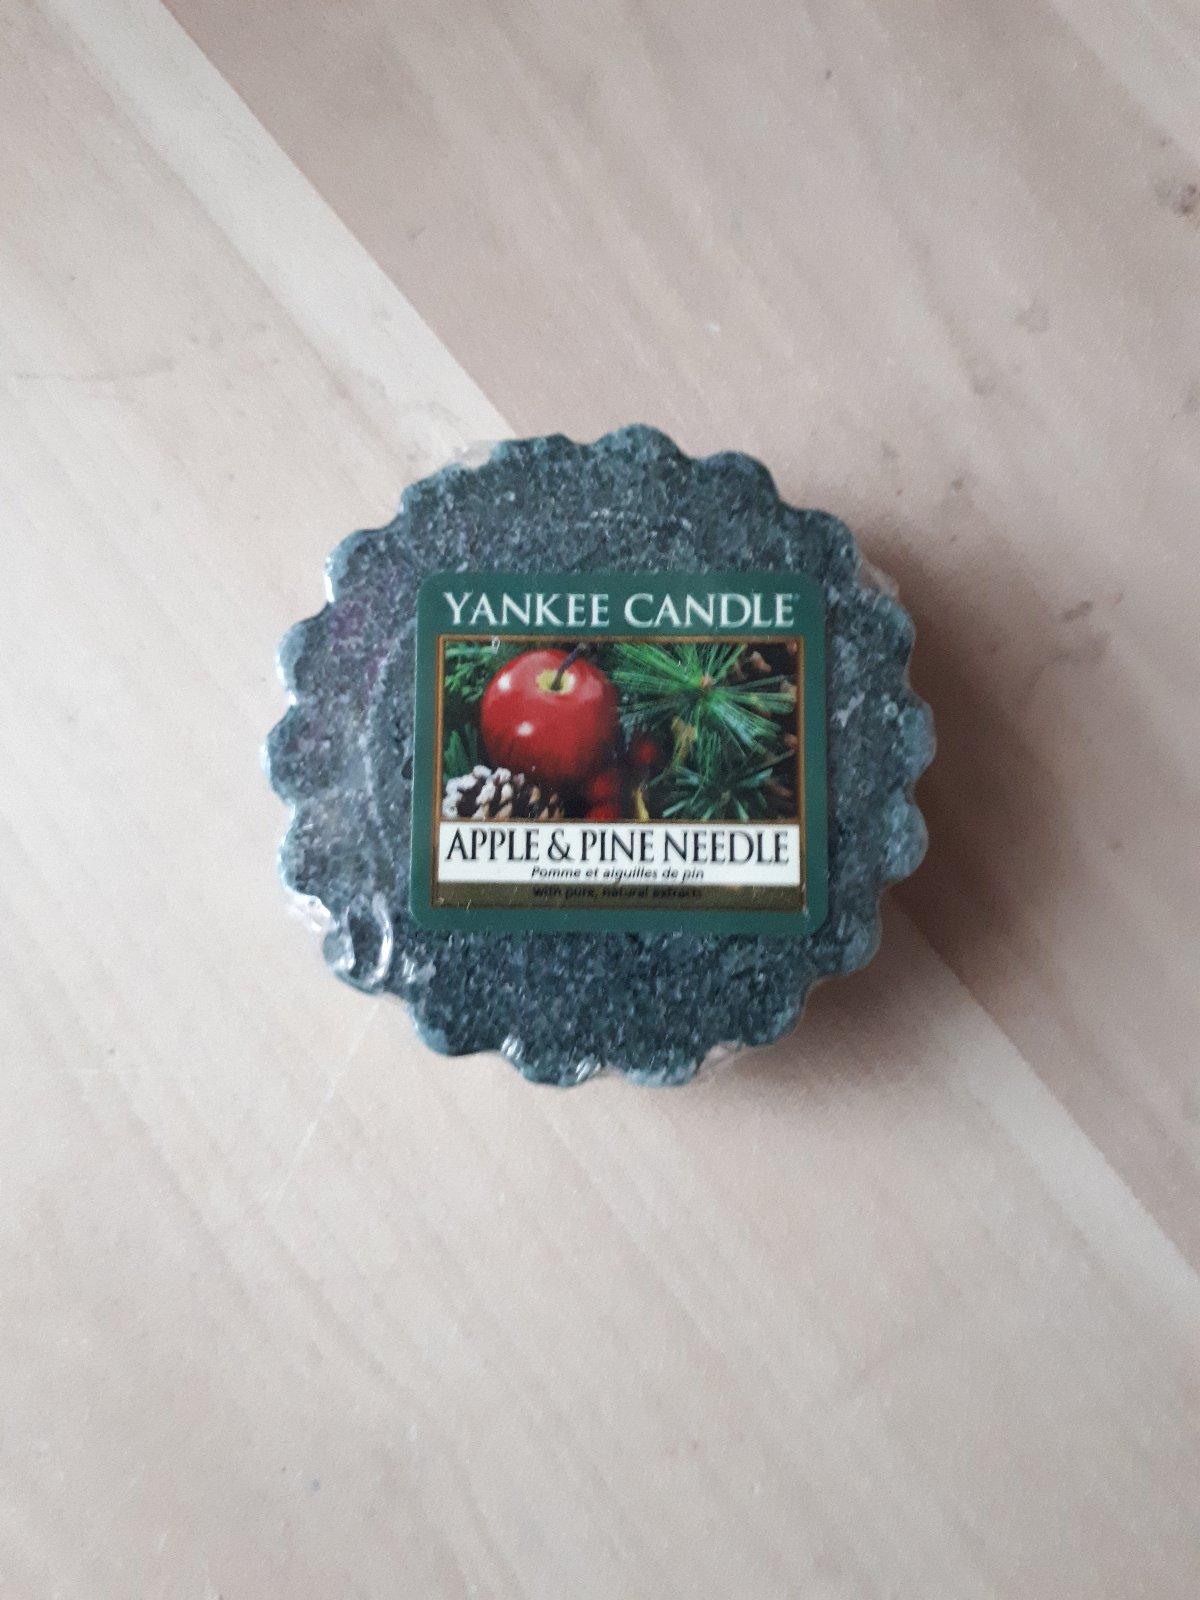 YANKEE CANDLE
APPLE & PINE NEEDLE
Pomme et aiguilles de pin
with pure, natural extracts